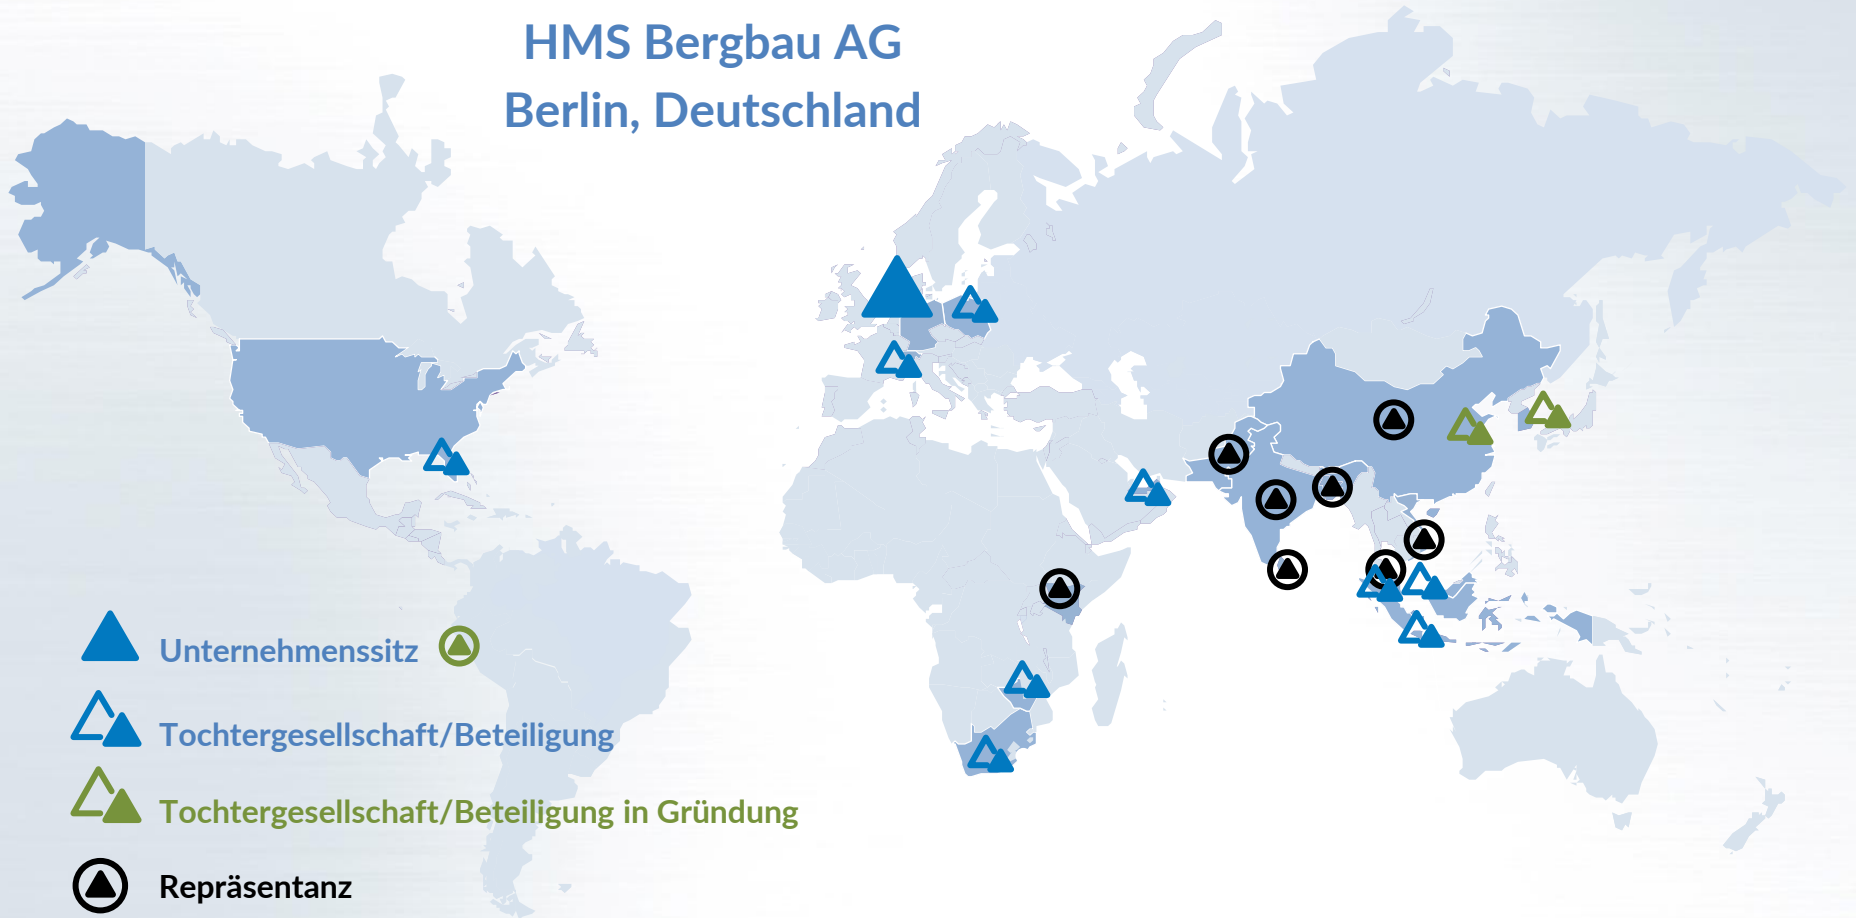 HMS Bergbau AG
Berlin, Deutschland
Unternehmenssitz
Tochtergesellschaft/Beteiligung
Tochtergesellschaft/Beteiligung in Gründung
Repräsentanz